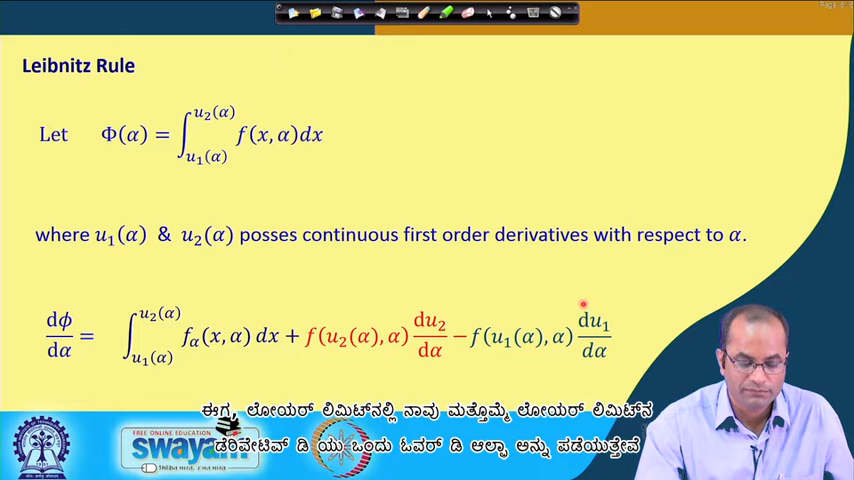 Leibnitz Rule
Let Φ(α) = ∫_{u₁(α)}^{u₂(α)} f(x, α)dx
where u₁(α) & u₂(α) posses continuous first order derivatives with respect to α.
dϕ/dα = ∫_{u₁(α)}^{u₂(α)} f_α(x, α) dx + f(u₂(α), α) du₂/dα − f(u₁(α), α) du₁/dα
ಈಗ, ಲೋಯರ್ ಲಿಮಿಟ್‌ನಲ್ಲಿ ನಾವು ಮತ್ತೊಮ್ಮೆ ಲೋಯರ್ ಲಿಮಿಟ್‌ನ
ಡೆರಿವೇಟಿವ್ ಡಿ ಯು ಒಂದು ಓವರ್ ಡಿ ಆಲ್ಫಾ ಅನ್ನು ಪಡೆಯುತ್ತೇವೆ
FREE ONLINE EDUCATION
swayam